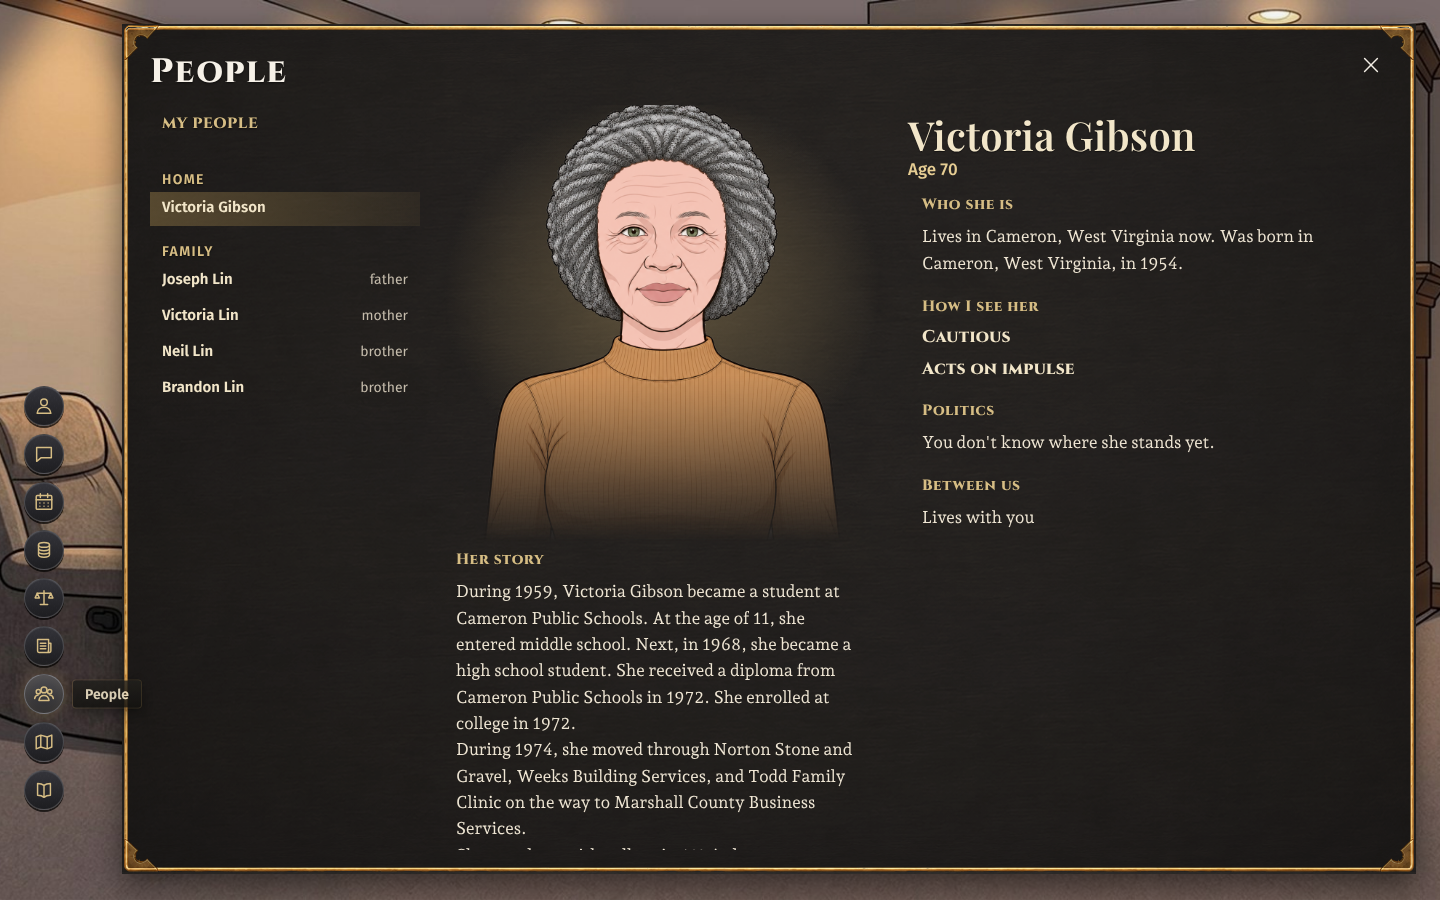 People
MY PEOPLE
HOME
Victoria Gibson
FAMILY
Joseph Lin father
Victoria Lin mother
Neil Lin brother
Brandon Lin brother
People
Her story
During 1959, Victoria Gibson became a student at
Cameron Public Schools. At the age of 11, she
entered middle school. Next, in 1968, she became a
high school student. She received a diploma from
Cameron Public Schools in 1972. She enrolled at
college in 1972.
During 1974, she moved through Norton Stone and
Gravel, Weeks Building Services, and Todd Family
Clinic on the way to Marshall County Business
Services.
Victoria Gibson
Age 70
Who she is
Lives in Cameron, West Virginia now. Was born in
Cameron, West Virginia, in 1954.
How I see her
Cautious
Acts on impulse
Politics
You don't know where she stands yet.
Between us
Lives with you